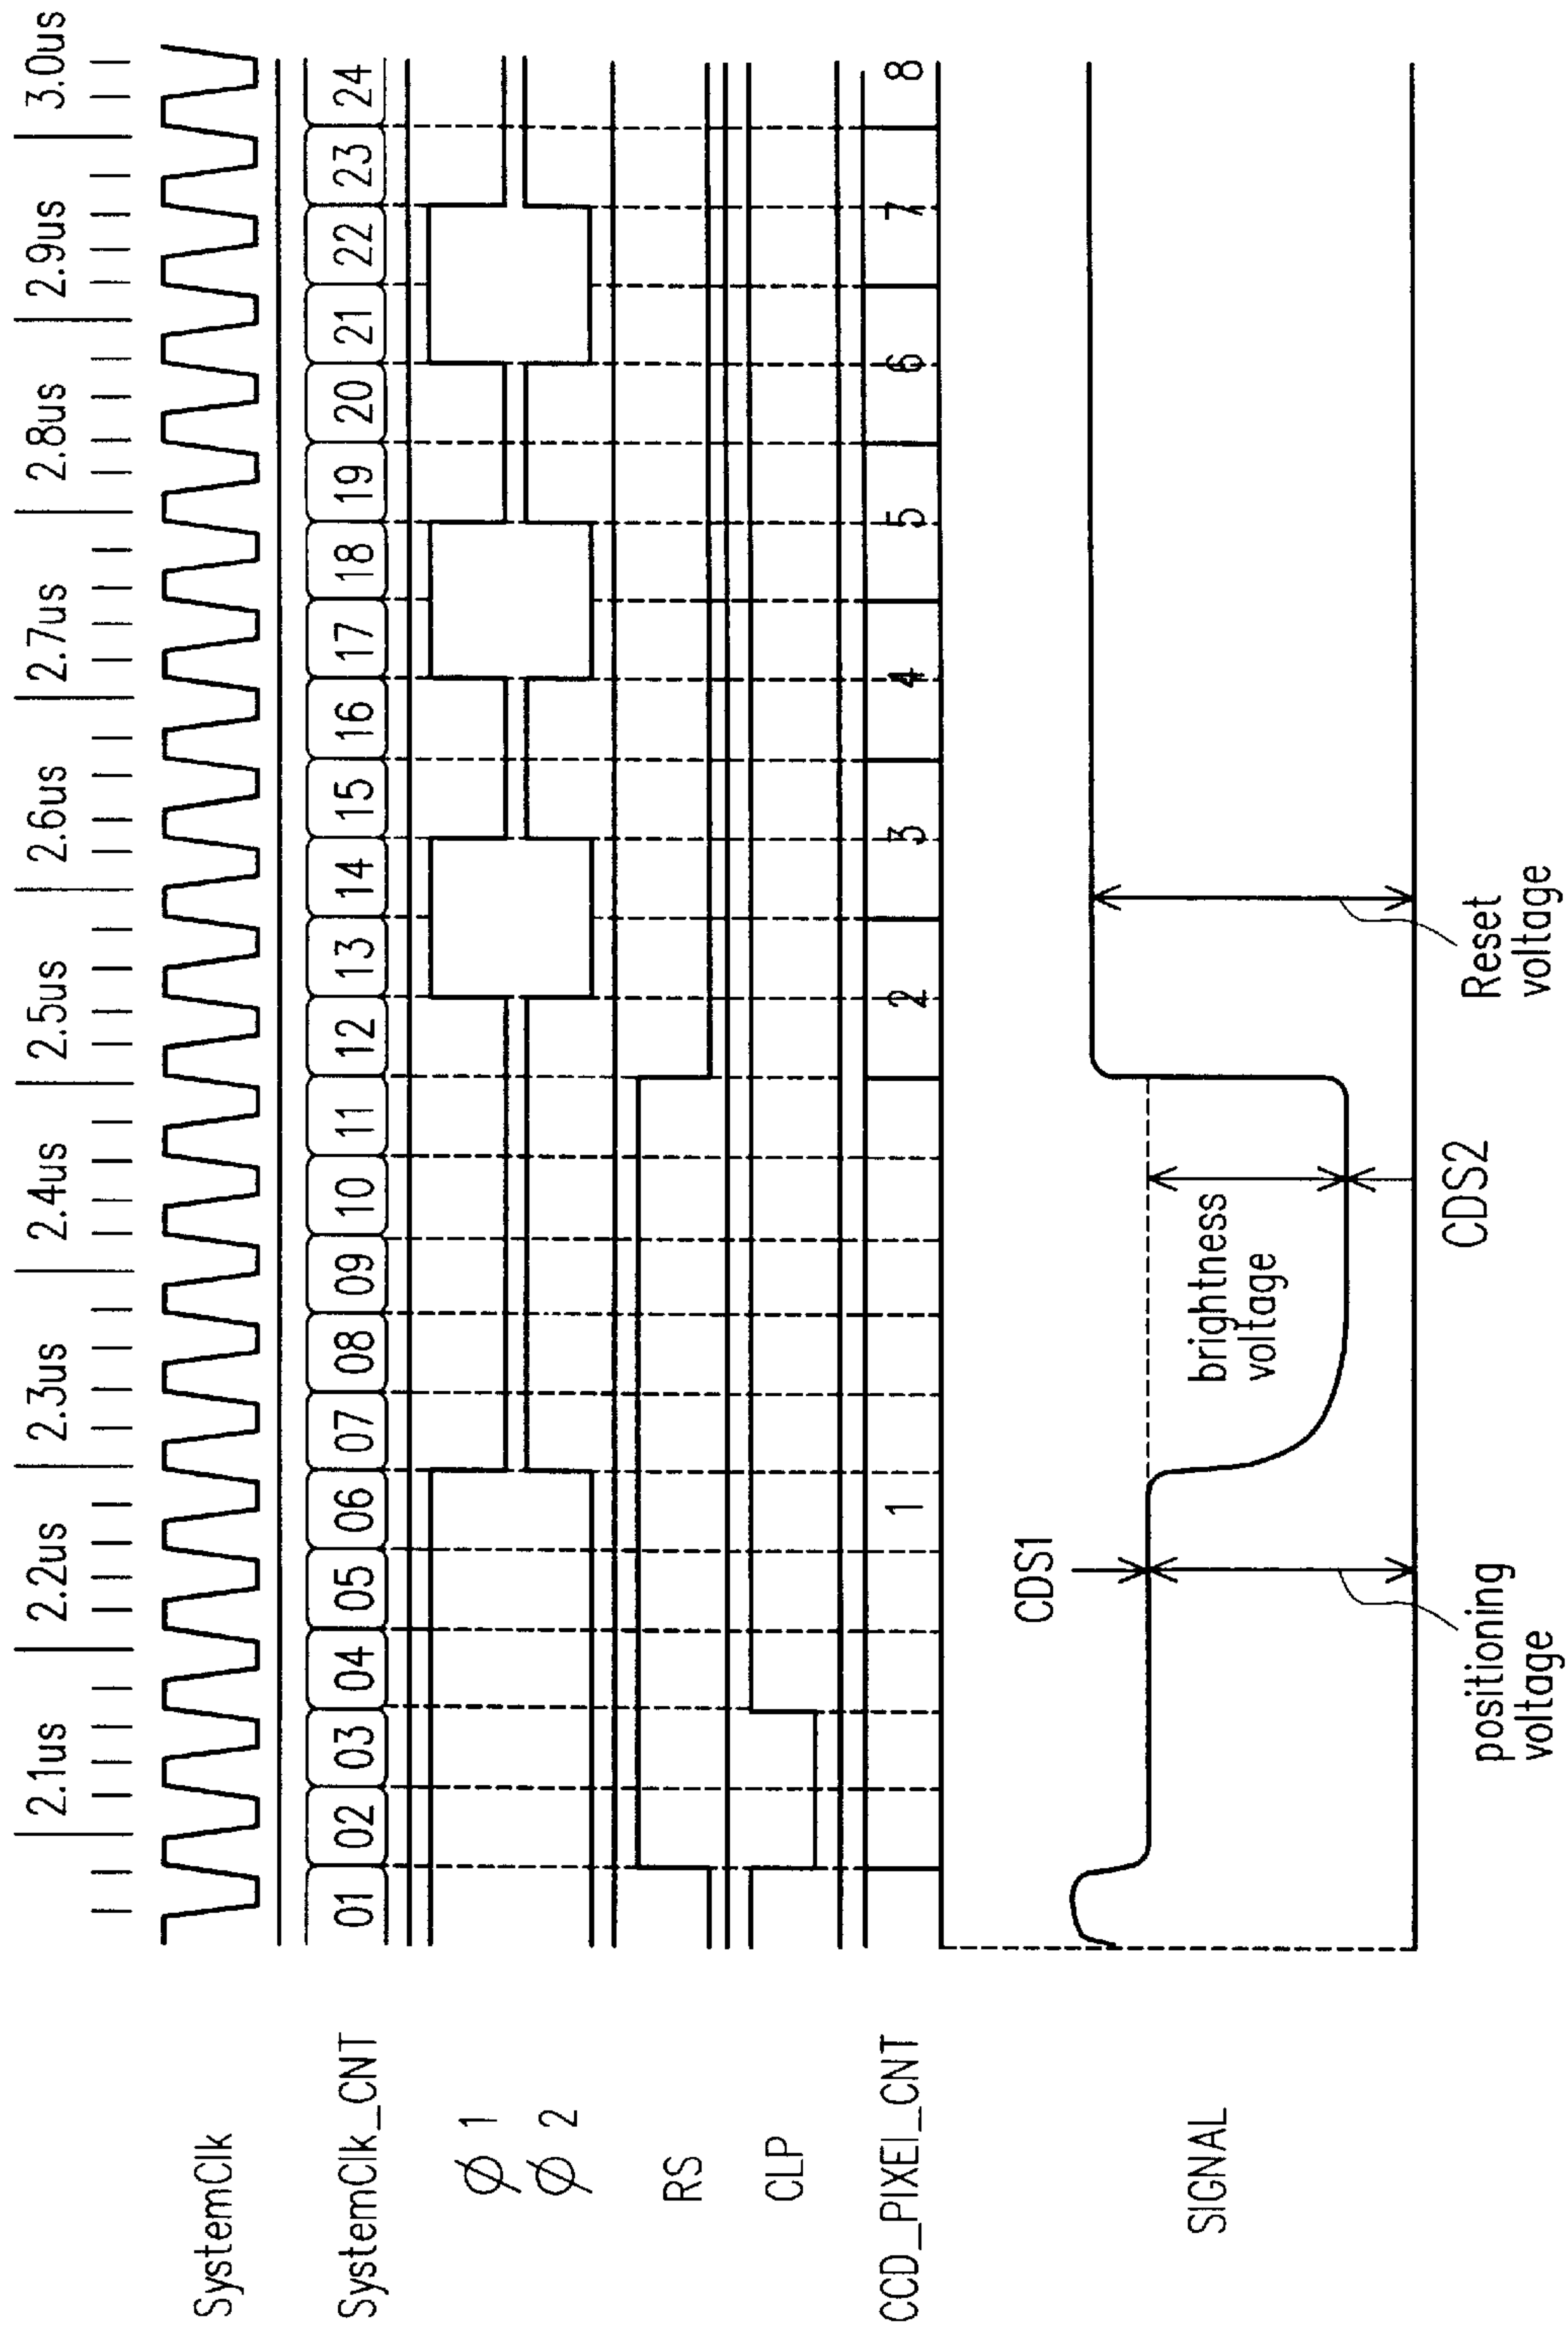 2.1us 2.2us 2.3us 2.4us 2.5us 2.6us 2.7us 2.8us 2.9us 3.0us
SystemClk
SystemClk_CNT 01 02 03 04 05 06 07 08 09 10 11 12 13 14 15 16 17 18 19 20 21 22 23 24
Ø 1
Ø 2
RS
CLP
CCD_PIXEl_CNT 1 2 3 4 5 6 7 8
SIGNAL
CDS1
brightness
voltage
positioning
voltage
CDS2
Reset
voltage